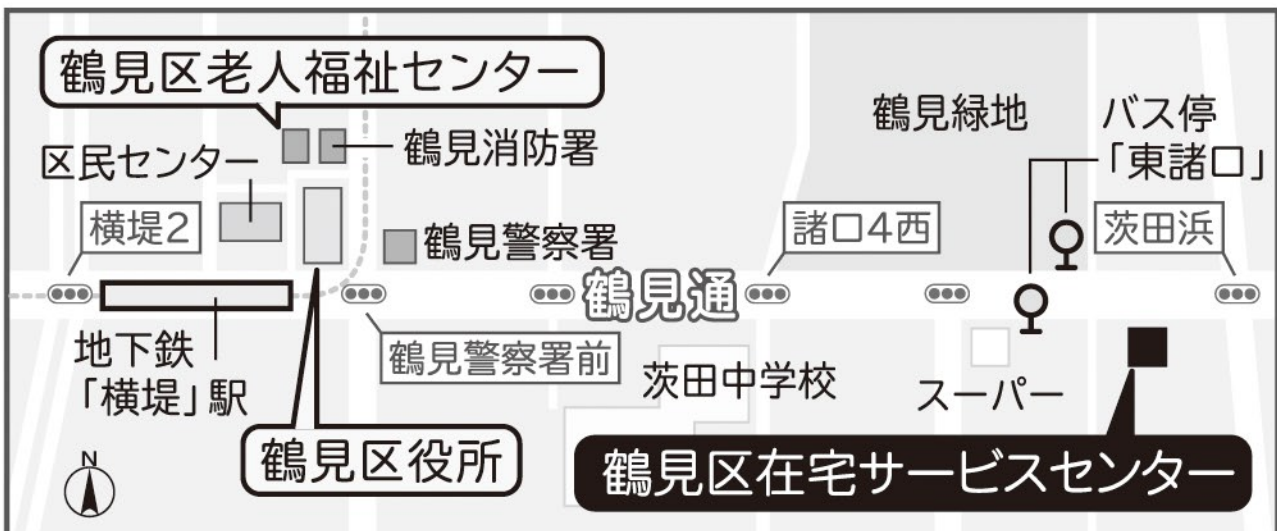 鶴見区老人福祉センター
鶴見緑地
バス停
「東諸口」
区民センター
鶴見消防署
横堤2
鶴見警察署
諸口4西
茨田浜
鶴見通
地下鉄
「横堤」駅
鶴見警察署前
茨田中学校
スーパー
鶴見区役所
鶴見区在宅サービスセンター
N